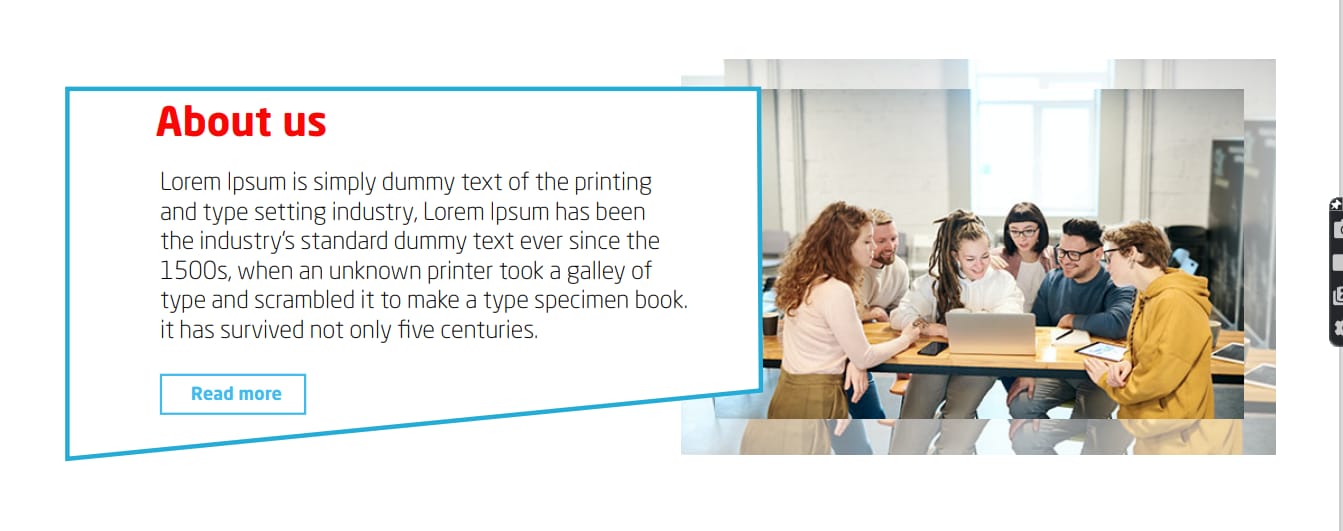 About us
Lorem Ipsum is simply dummy text of the printing
and type setting industry, Lorem Ipsum has been
the industry's standard dummy text ever since the
1500s, when an unknown printer took a galley of
type and scrambled it to make a type specimen book.
it has survived not only five centuries.
Read more